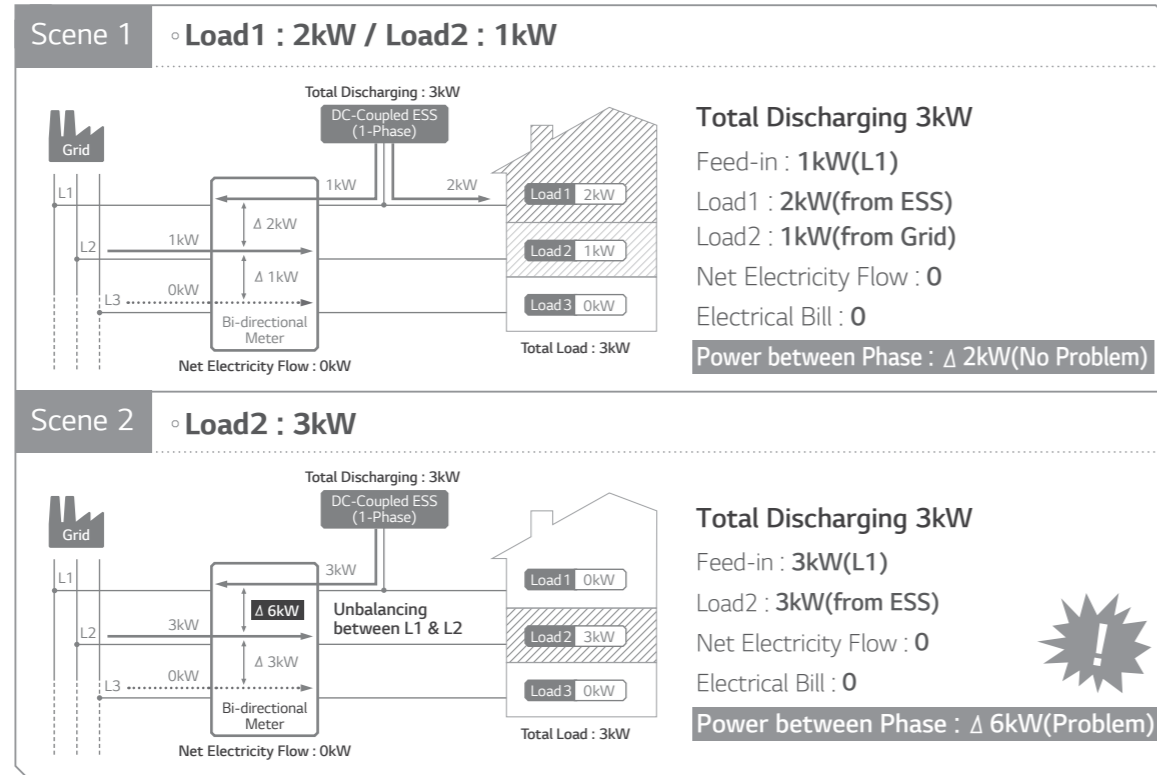 Scene 1
◦ Load1 : 2kW / Load2 : 1kW
Total Discharging : 3kW
DC-Coupled ESS
(1-Phase)
Grid
L1
1kW
2kW
Load1 2kW
Δ 2kW
L2
1kW
Load2 1kW
Δ 1kW
L3
0kW
Load3 0kW
Bi-directional
Meter
Total Load : 3kW
Net Electricity Flow : 0kW
Total Discharging 3kW
Feed-in : 1kW(L1)
Load1 : 2kW(from ESS)
Load2 : 1kW(from Grid)
Net Electricity Flow : 0
Electrical Bill : 0
Power between Phase : Δ 2kW(No Problem)
Scene 2
◦ Load2 : 3kW
Total Discharging : 3kW
DC-Coupled ESS
(1-Phase)
Grid
L1
3kW
Load1 0kW
Δ 6kW
Unbalancing
between L1 & L2
L2
3kW
Load2 3kW
Δ 3kW
L3
0kW
Load3 0kW
Bi-directional
Meter
Total Load : 3kW
Net Electricity Flow : 0kW
Total Discharging 3kW
Feed-in : 3kW(L1)
Load2 : 3kW(from ESS)
Net Electricity Flow : 0
Electrical Bill : 0
!
Power between Phase : Δ 6kW(Problem)